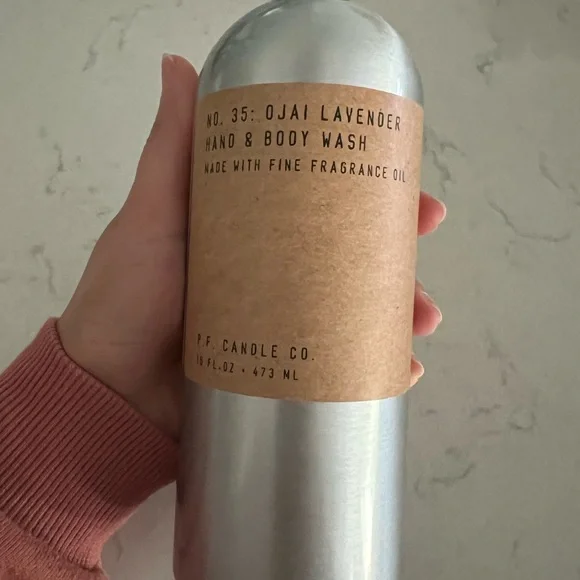 NO. 35: OJAI LAVENDER
HAND & BODY WASH
MADE WITH FINE FRAGRANCE OIL
P.F. CANDLE CO.
16 FL.OZ • 473 ML